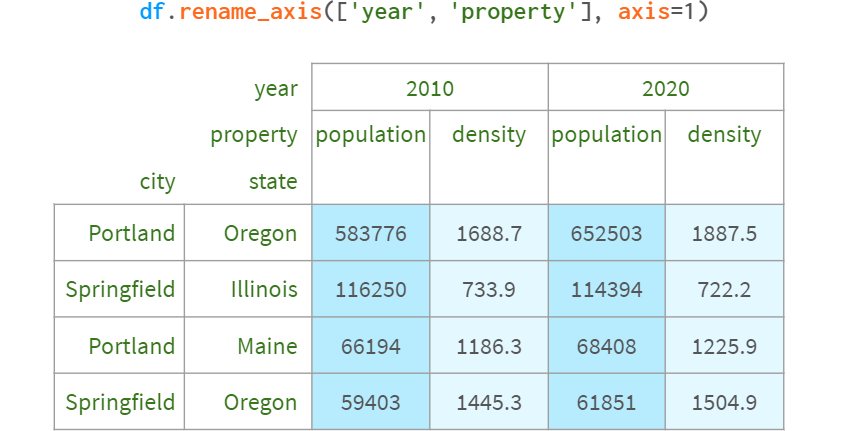 df.rename_axis(['year', 'property'], axis=1)
year 2010 2020
property population density population density
city state
Portland Oregon 583776 1688.7 652503 1887.5
Springfield Illinois 116250 733.9 114394 722.2
Portland Maine 66194 1186.3 68408 1225.9
Springfield Oregon 59403 1445.3 61851 1504.9